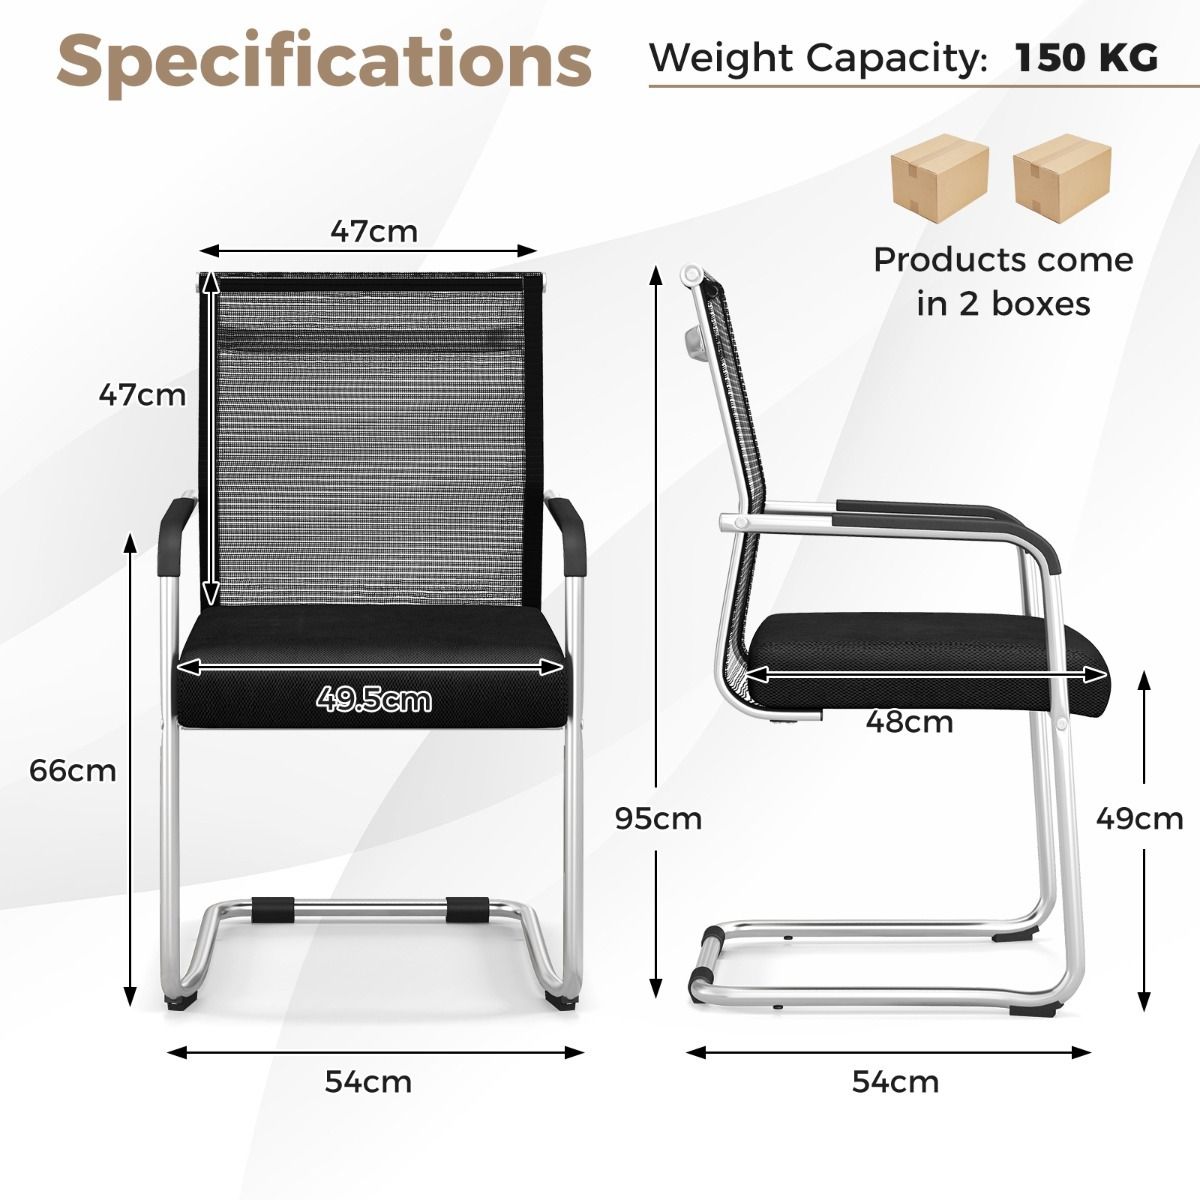 Specifications
Weight Capacity: 150 KG
Products come
in 2 boxes
47cm
47cm
49.5cm
66cm
54cm
48cm
95cm
49cm
54cm